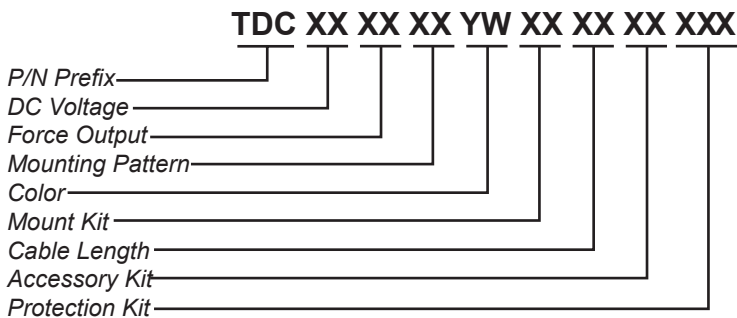 TDC XX XX XX YW XX XX XX XXX
P/N Prefix
DC Voltage
Force Output
Mounting Pattern
Color
Mount Kit
Cable Length
Accessory Kit
Protection Kit